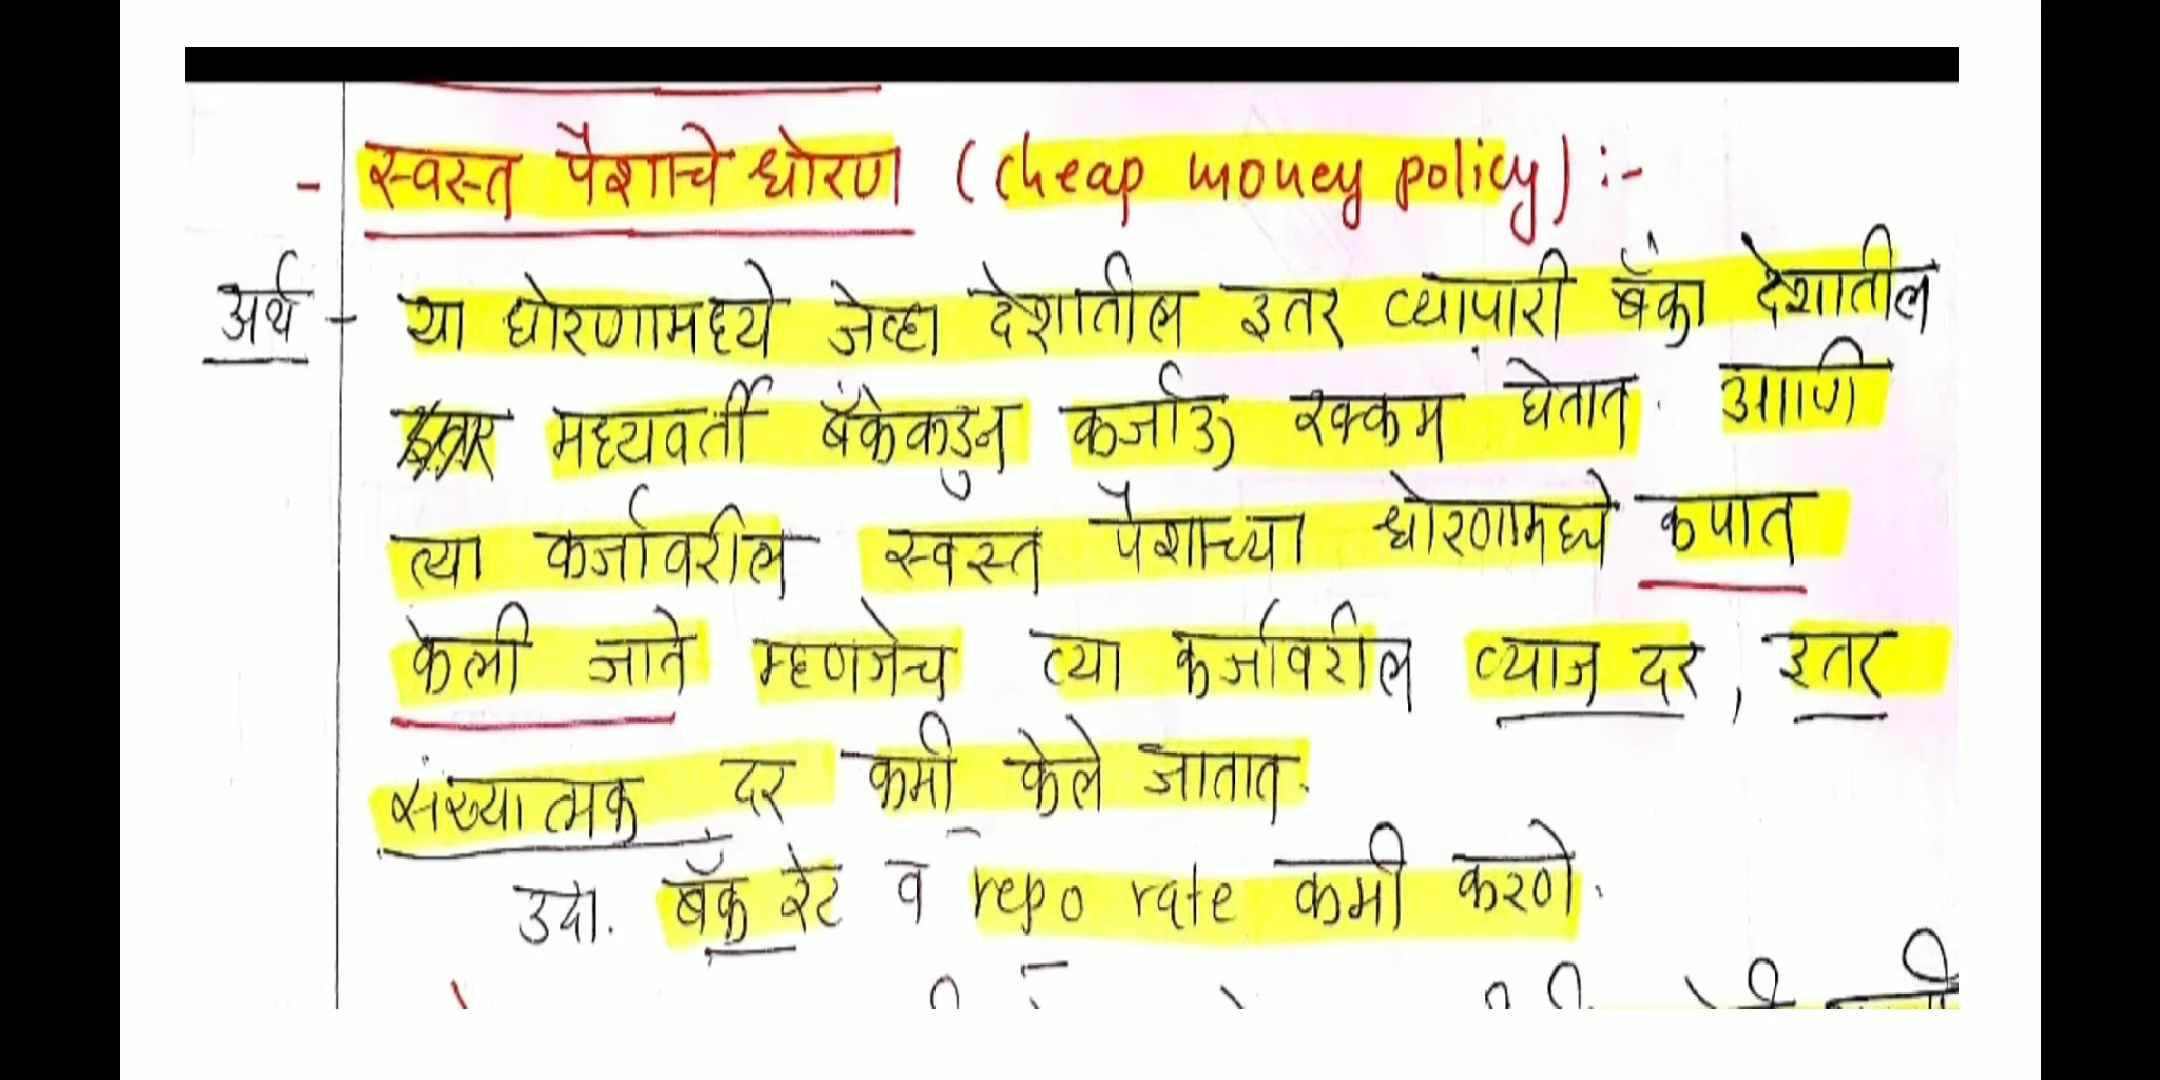 - स्वस्त पैशाचे धोरण (cheap money policy) :-
अर्थ - या धोरणामध्ये जेव्हा देशातील इतर व्यापारी बँका देशातील
मध्यवर्ती बँकेकडुन कर्जाऊ रक्कम घेतात. आणि
त्या कर्जावरील स्वस्त पैशाच्या धोरणामध्ये कपात
केली जाते म्हणजेच त्या कर्जावरील व्याज दर, इतर
संख्यात्मक दर कमी केले जातात.
उदा. बँक रेट व repo rate कमी करणे.